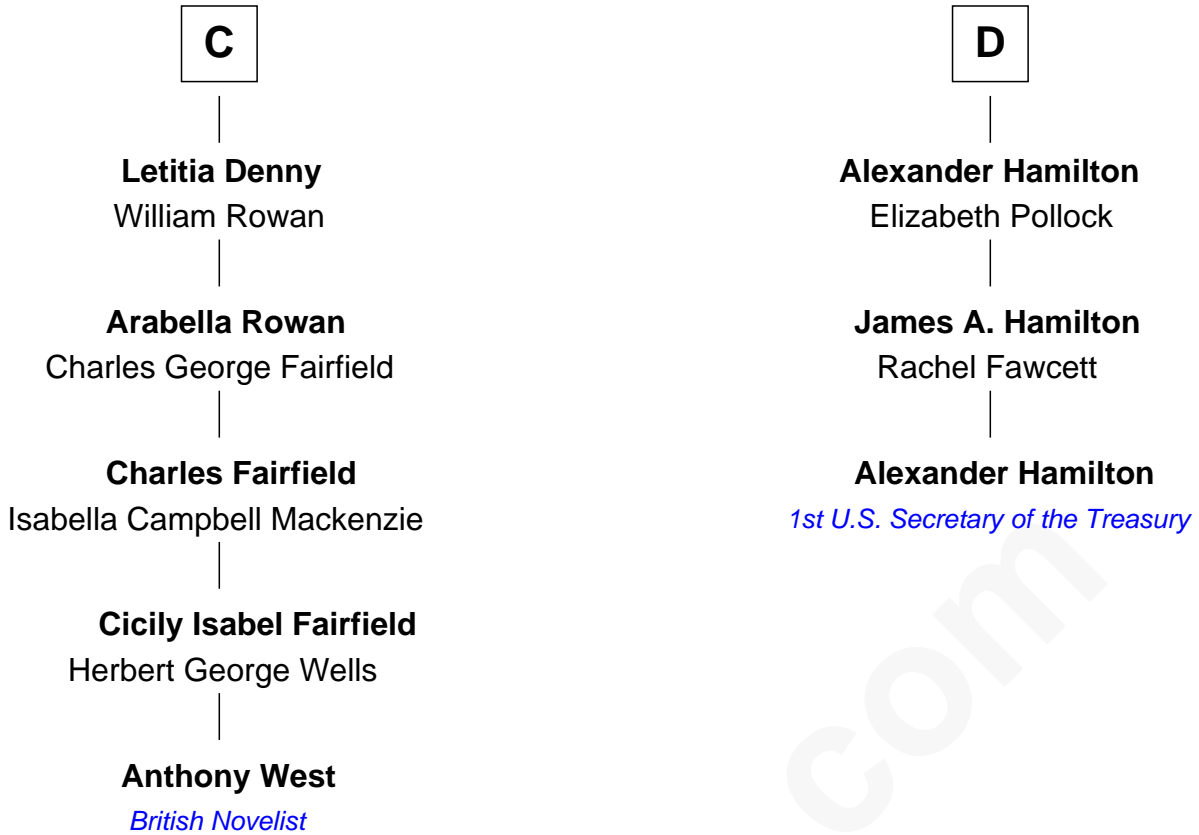 C
Letitia Denny
William Rowan
Arabella Rowan
Charles George Fairfield
Charles Fairfield
Isabella Campbell Mackenzie
Cicily Isabel Fairfield
Herbert George Wells
Anthony West
British Novelist
D
Alexander Hamilton
Elizabeth Pollock
James A. Hamilton
Rachel Fawcett
Alexander Hamilton
1st U.S. Secretary of the Treasury
com